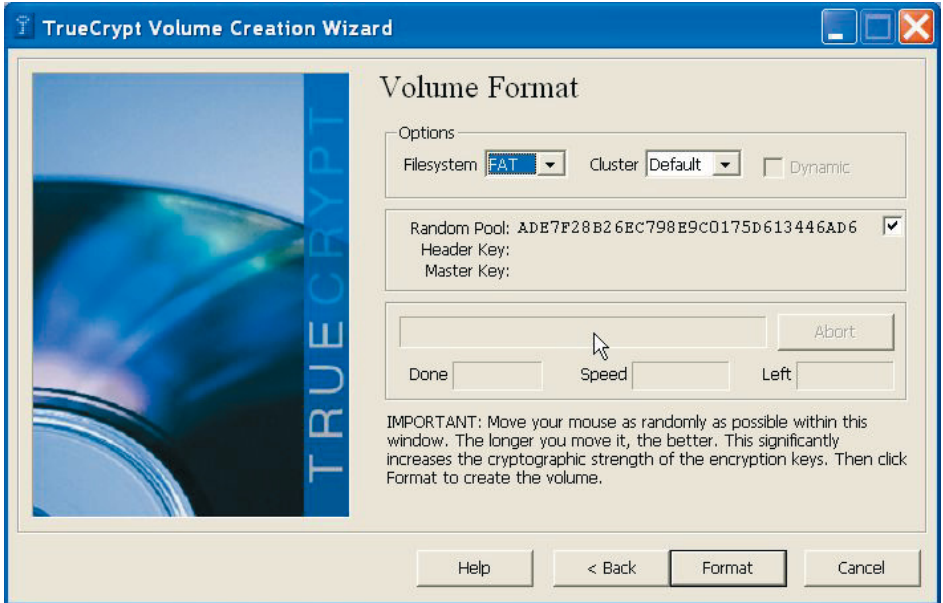 TrueCrypt Volume Creation Wizard
TRUECRYPT
Volume Format
Options
Filesystem FAT Cluster Default Dynamic
Random Pool: ADE7F28B26EC798E9C0175D613446AD6
Header Key:
Master Key:
Abort
Done Speed Left
IMPORTANT: Move your mouse as randomly as possible within this
window. The longer you move it, the better. This significantly
increases the cryptographic strength of the encryption keys. Then click
Format to create the volume.
Help < Back Format Cancel